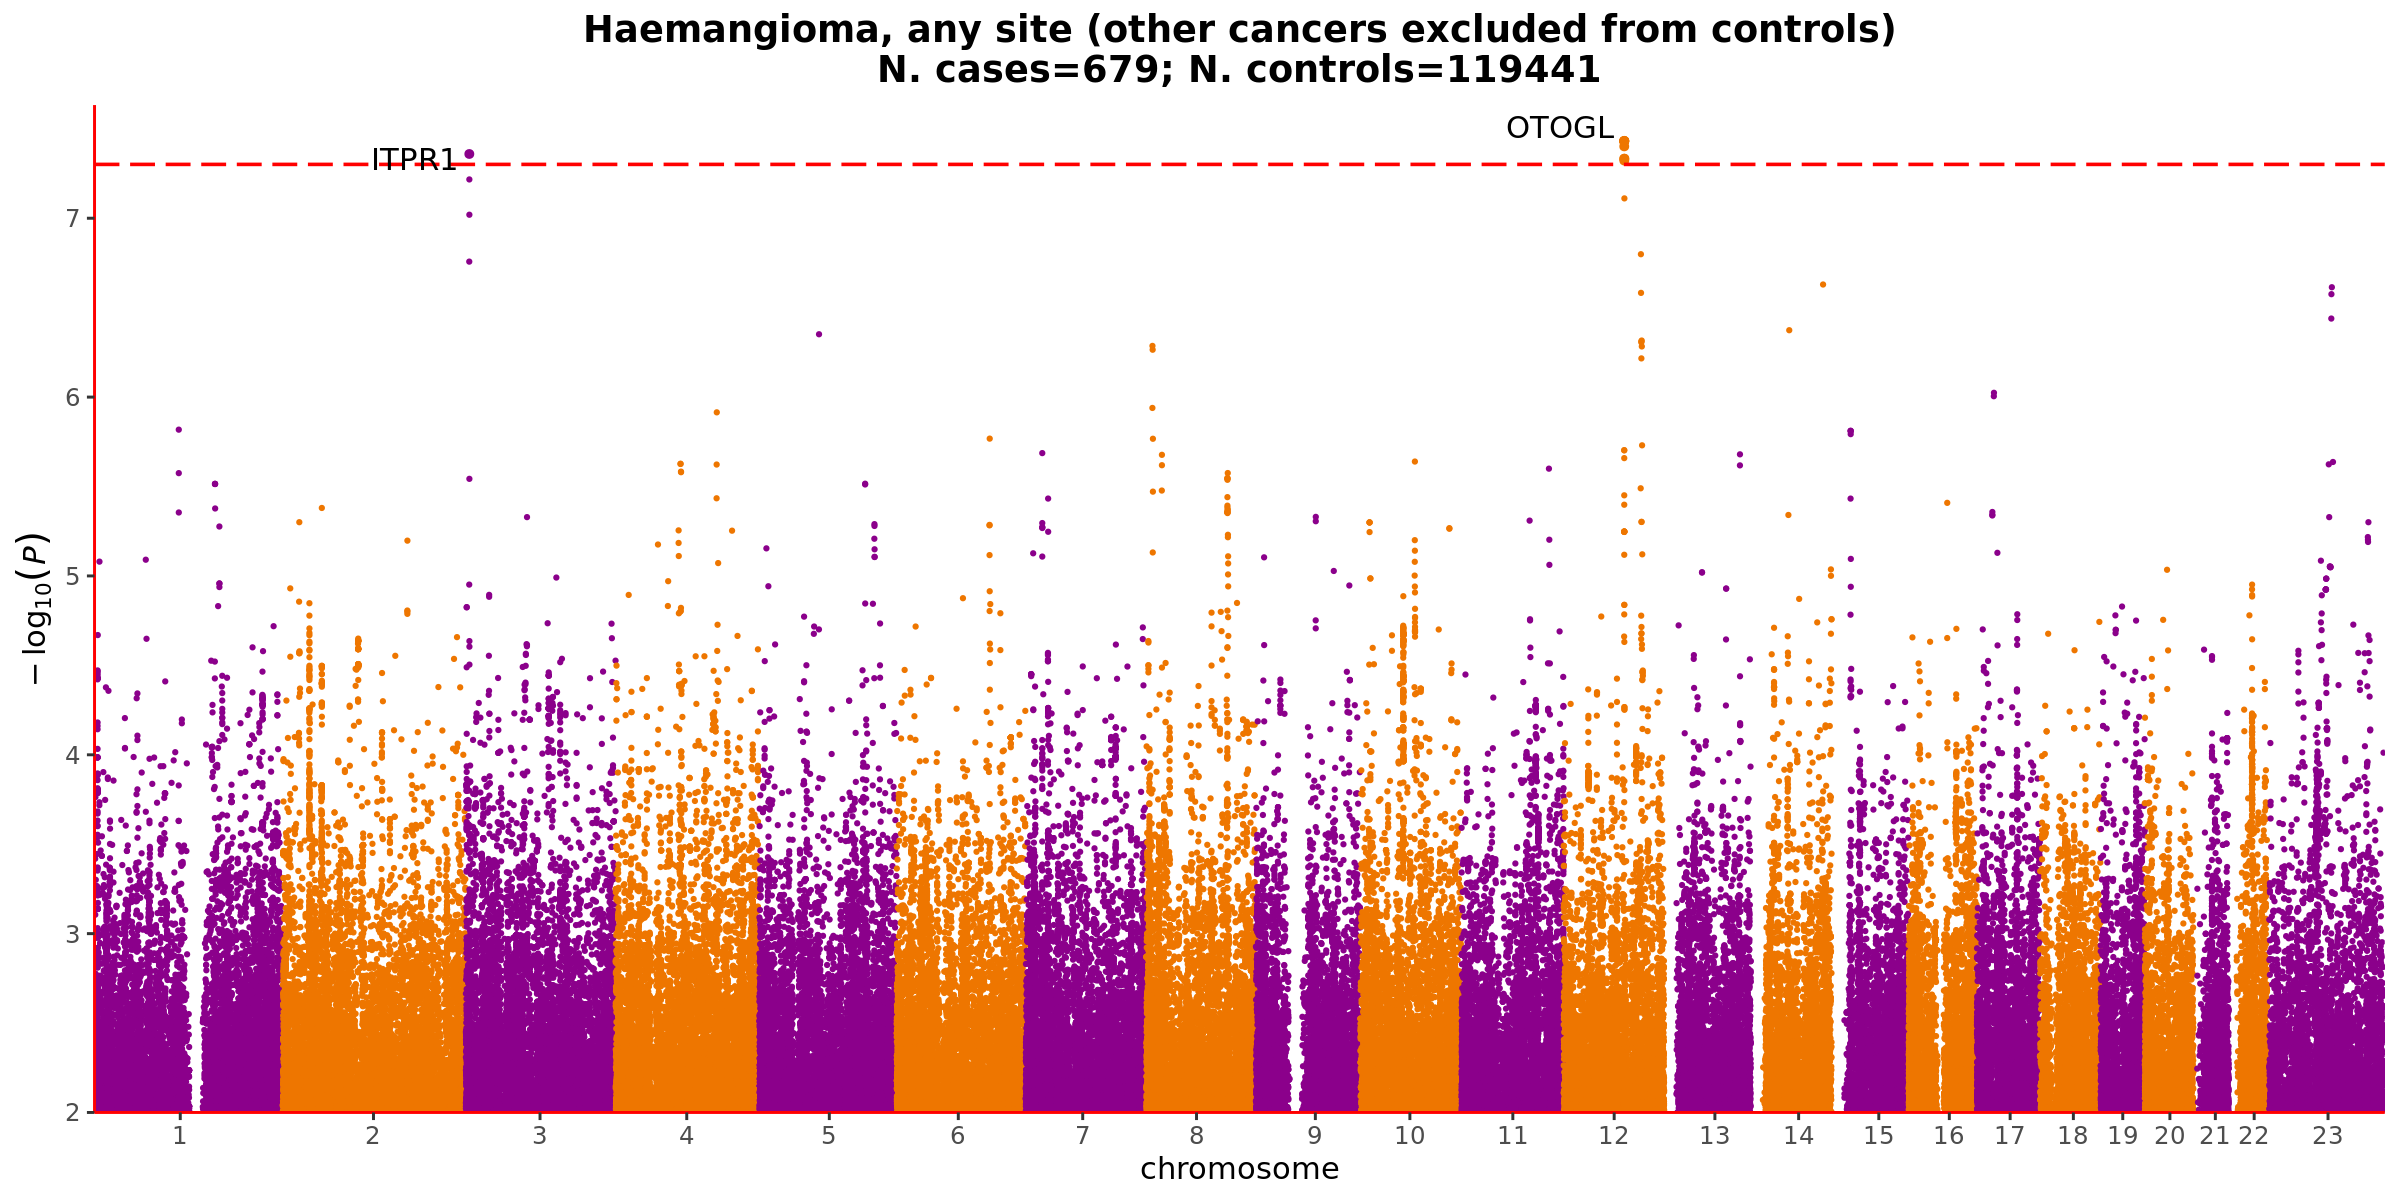 Haemangioma, any site (other cancers excluded from controls)
N. cases=679; N. controls=119441
OTOGL
ITPR1
7
6
5
4
3
2
−log10(P)
1 2 3 4 5 6 7 8 9 10 11 12 13 14 15 16 17 18 19 20 21 22 23
chromosome